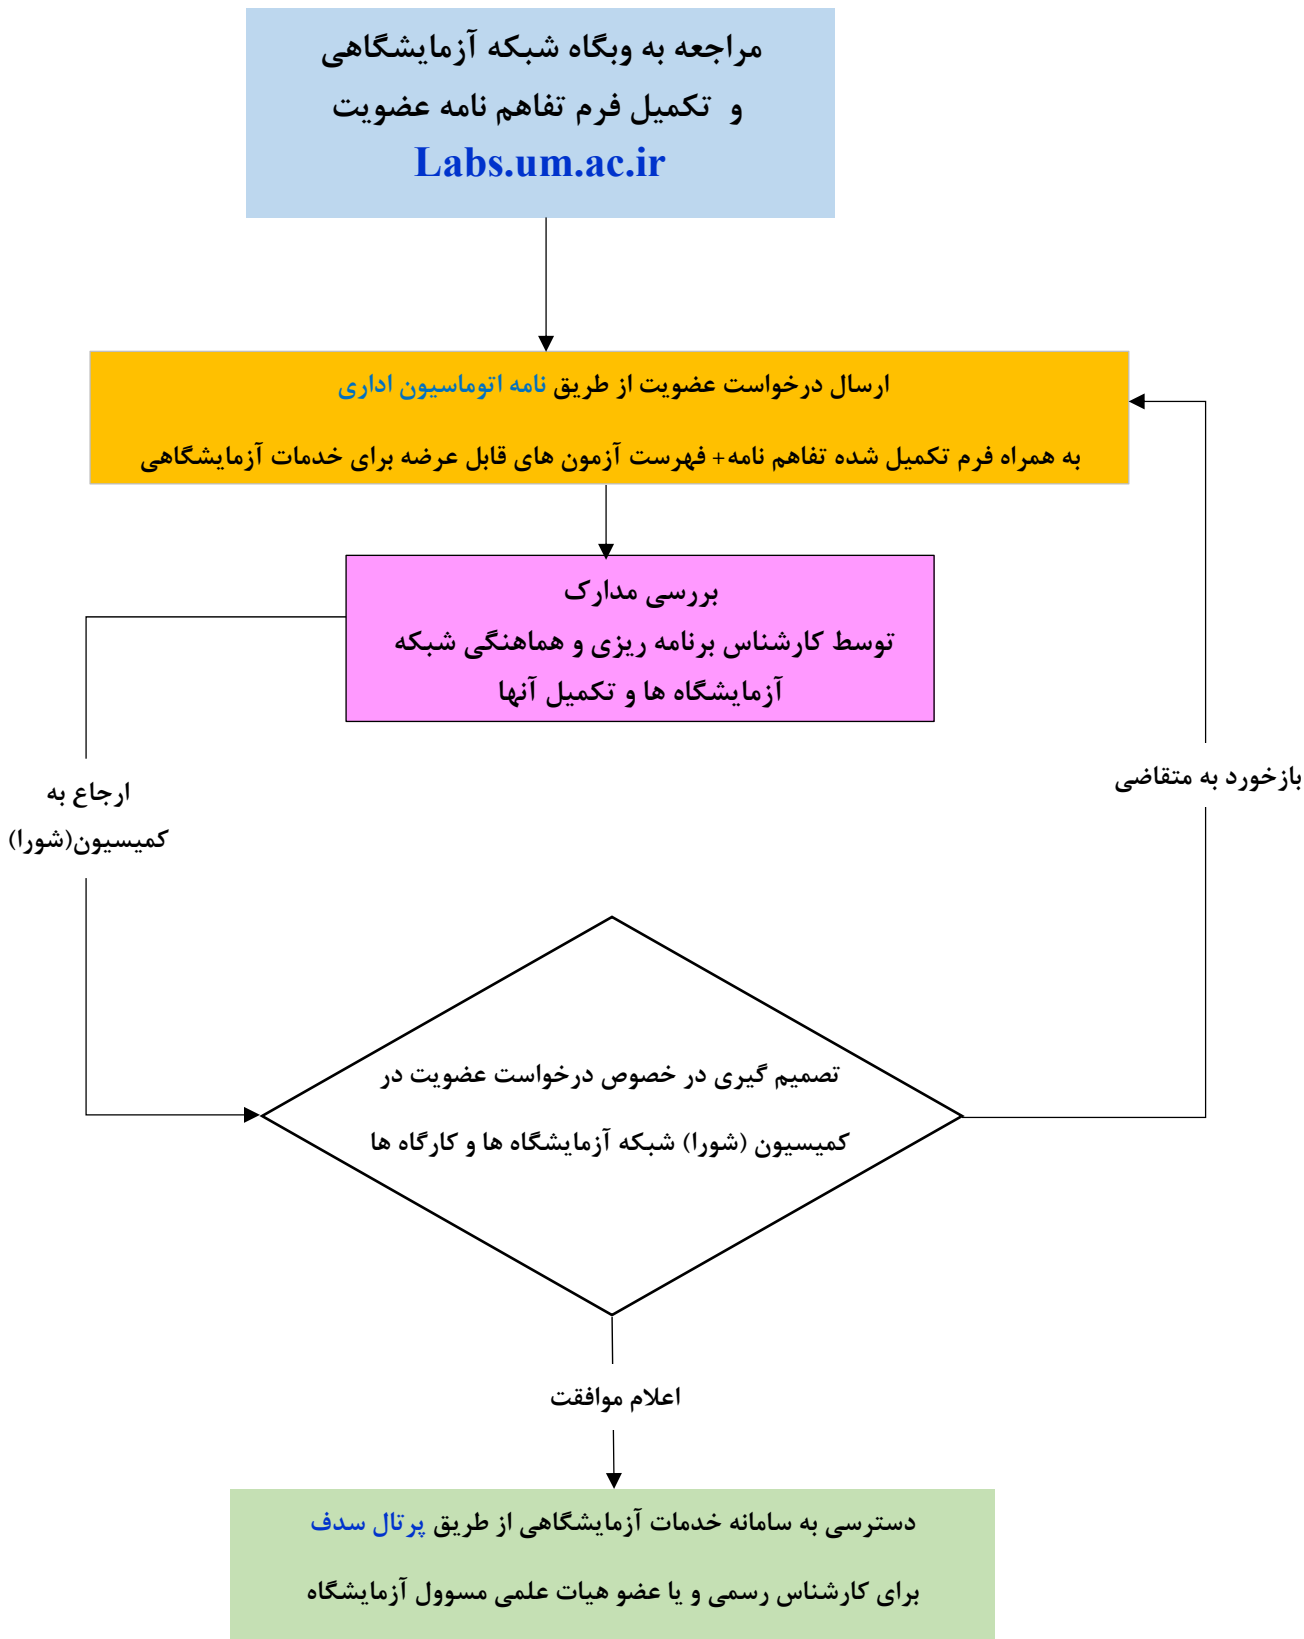 مراجعه به وبگاه شبکه آزمایشگاهی
و تکمیل فرم تفاهم نامه عضویت
Labs.um.ac.ir
ارسال درخواست عضویت از طریق نامه اتوماسیون اداری
به همراه فرم تکمیل شده تفاهم نامه+ فهرست آزمون های قابل عرضه برای خدمات آزمایشگاهی
بررسی مدارک
توسط کارشناس برنامه ریزی و هماهنگی شبکه
آزمایشگاه ها و تکمیل آنها
بازخورد به متقاضی
ارجاع به
کمیسیون(شورا)
تصمیم گیری در خصوص درخواست عضویت در
کمیسیون (شورا) شبکه آزمایشگاه ها و کارگاه ها
اعلام موافقت
دسترسی به سامانه خدمات آزمایشگاهی از طریق پرتال سدف
برای کارشناس رسمی و یا عضو هیات علمی مسوول آزمایشگاه